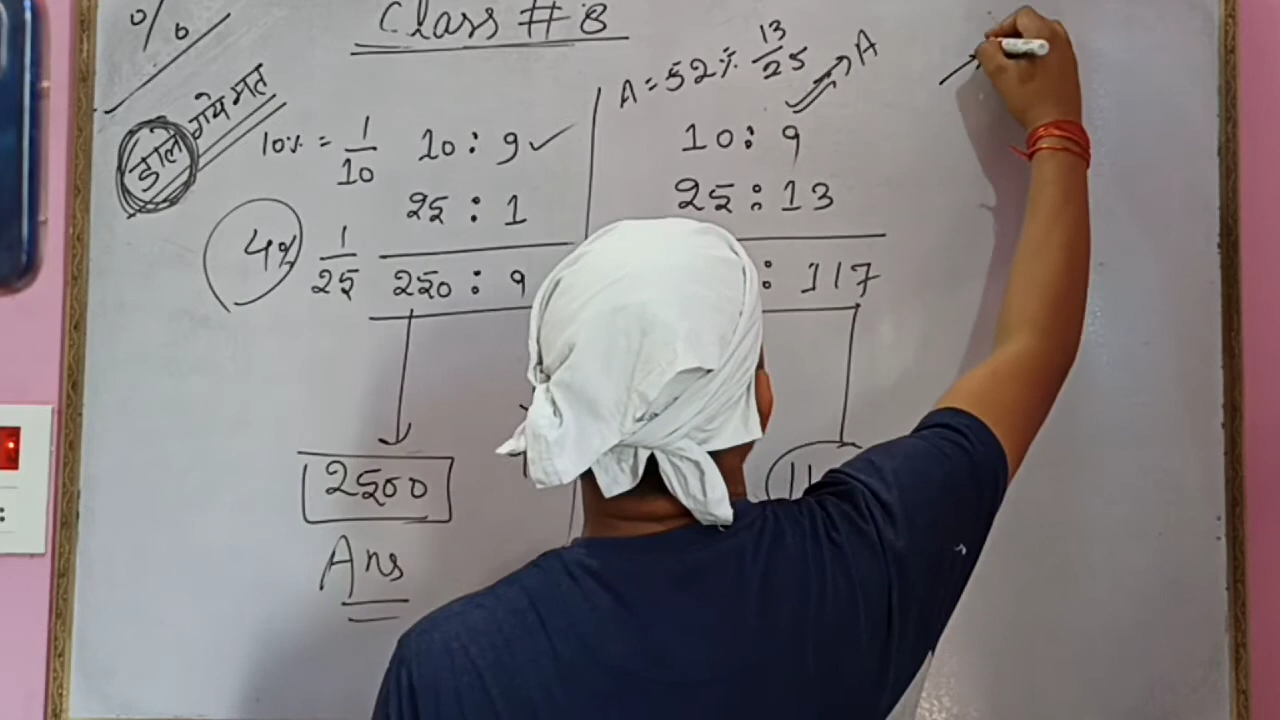 %
Class # 8
डाले गये मत
10% = 1/10 10 : 9 ✓
4% 1/25 25 : 1
250 : 9
2500
Ans
A = 52% 13/25
10 : 9 → A
25 : 13
: 117